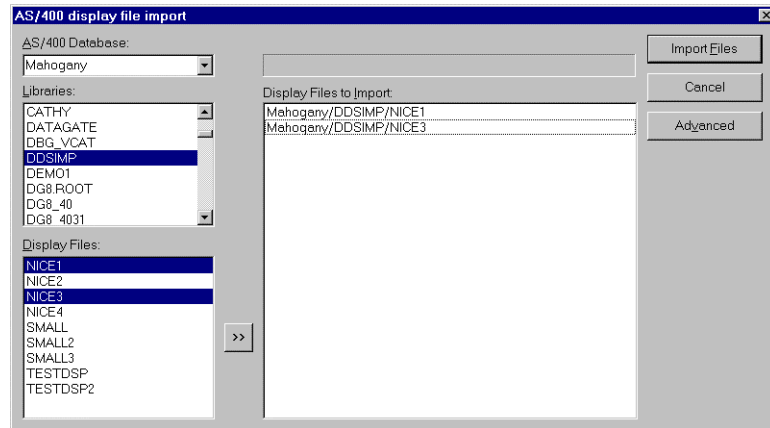 AS/400 display file import
AS/400 Database:
Mahogany
Libraries:
CATHY
DATAGATE
DBG_VCAT
DDSIMP
DEMO1
DG8.ROOT
DG8_40
DG8_4031
Display Files:
NICE1
NICE2
NICE3
NICE4
SMALL
SMALL2
SMALL3
TESTDSP
TESTDSP2
>>
Display Files to Import:
Mahogany/DDSIMP/NICE1
Mahogany/DDSIMP/NICE3
Import Files
Cancel
Advanced